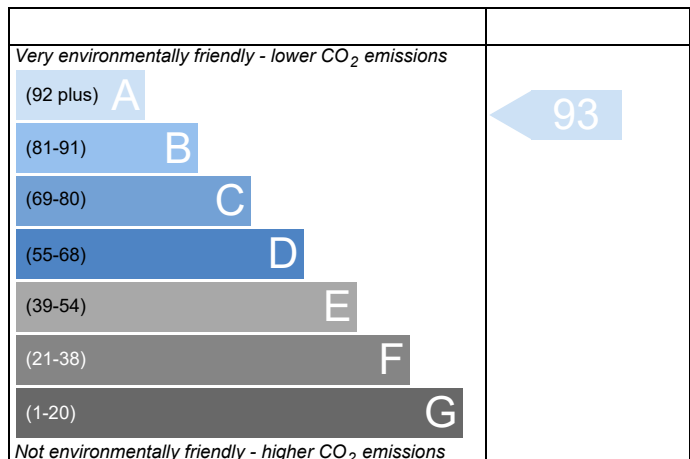 Very environmentally friendly - lower CO2 emissions
(92 plus) A
93
(81-91) B
(69-80) C
(55-68) D
(39-54) E
(21-38) F
(1-20) G
Not environmentally friendly - higher CO2 emissions